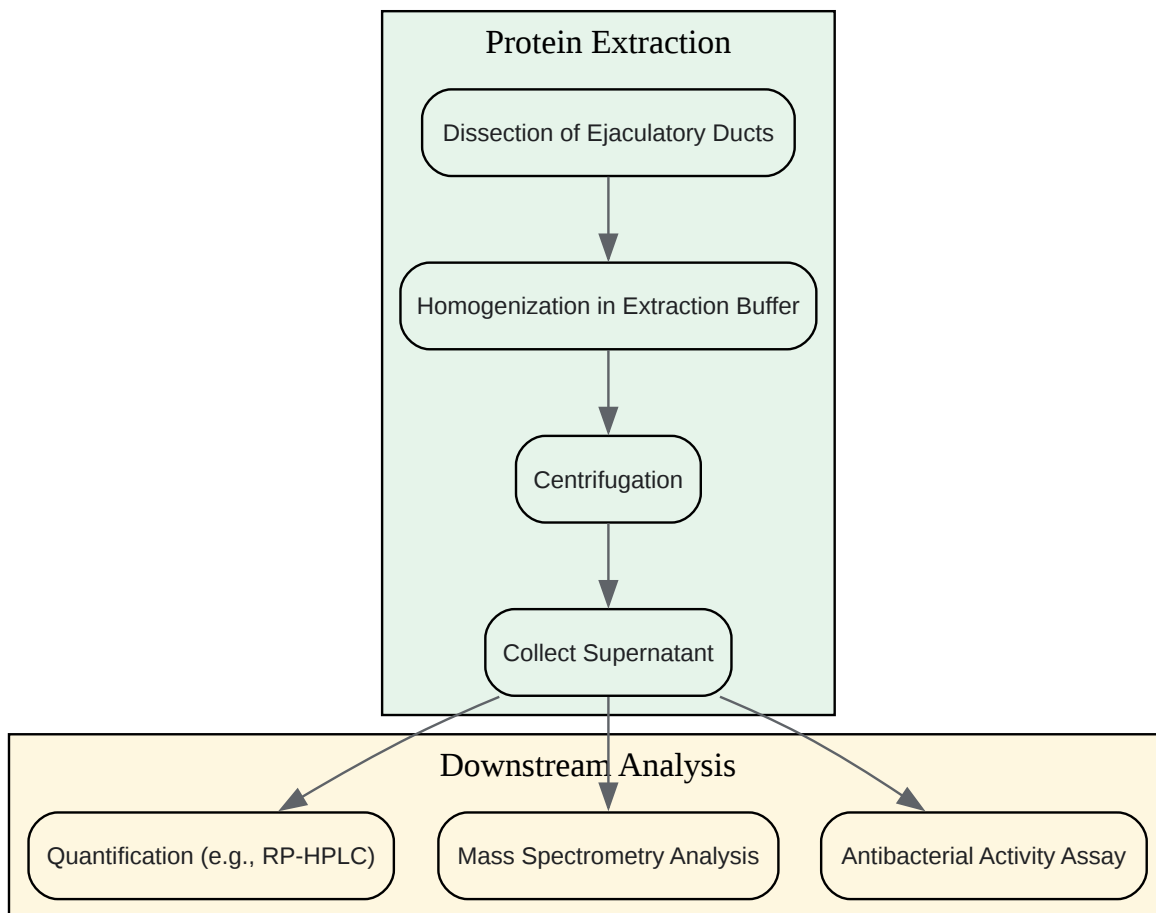 Protein Extraction
Dissection of Ejaculatory Ducts
Homogenization in Extraction Buffer
Centrifugation
Collect Supernatant
Downstream Analysis
Quantification (e.g., RP-HPLC)
Mass Spectrometry Analysis
Antibacterial Activity Assay